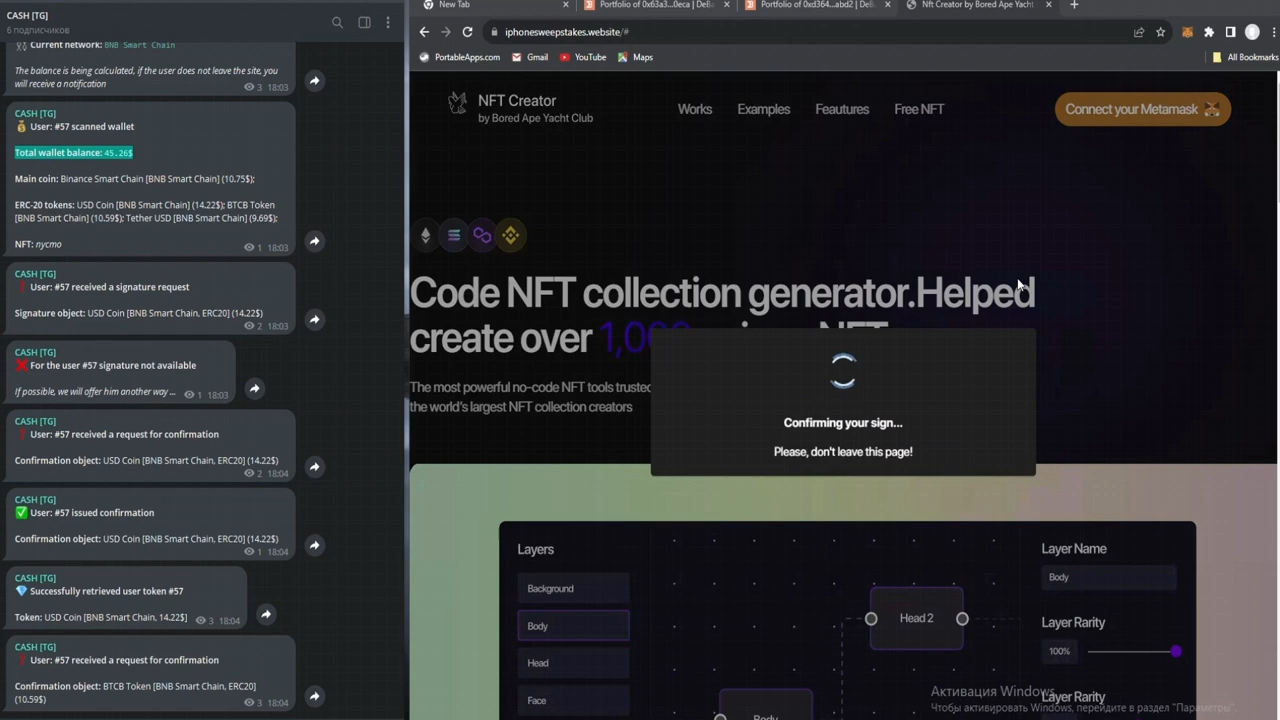 CASH [TG]
6 подписчиков
Current network: BNB Smart Chain
The balance is being calculated, if the user does not leave the site, you
will receive a notification
3 18:03
CASH [TG]
User: #57 scanned wallet
Total wallet balance: 45.26$
Main coin: Binance Smart Chain [BNB Smart Chain] (10.75$);
ERC-20 tokens: USD Coin [BNB Smart Chain] (14.22$); BTCB Token
[BNB Smart Chain] (10.59$); Tether USD [BNB Smart Chain] (9.69$);
NFT: пусто
1 18:03
CASH [TG]
User: #57 received a signature request
Signature object: USD Coin [BNB Smart Chain, ERC20] (14.22$)
2 18:03
CASH [TG]
For the user #57 signature not available
If possible, we will offer him another way ...
1 18:03
CASH [TG]
User: #57 received a request for confirmation
Confirmation object: USD Coin [BNB Smart Chain, ERC20] (14.22$)
2 18:04
CASH [TG]
User: #57 issued confirmation
Confirmation object: USD Coin [BNB Smart Chain, ERC20] (14.22$)
1 18:04
CASH [TG]
Successfully retrieved user token #57
Token: USD Coin [BNB Smart Chain, 14.22$]
3 18:04
CASH [TG]
User: #57 received a request for confirmation
Confirmation object: BTCB Token [BNB Smart Chain, ERC20]
(10.59$)
3 18:04
New Tab
Portfolio of 0x63a3...0eca | DeBa
Portfolio of 0xd364...abd2 | DeBa
Nft Creator by Bored Ape Yacht
iphonesweepstakes.website/#
PortableApps.com
Gmail
YouTube
Maps
All Bookmarks
NFT Creator
by Bored Ape Yacht Club
Works
Examples
Feautures
Free NFT
Connect your Metamask
Code NFT collection generator.Helped
create over 1,00
The most powerful no-code NFT tools trusted
the world's largest NFT collection creators
Confirming your sign...
Please, don't leave this page!
Layers
Background
Body
Head
Face
Head 2
Body
Layer Name
Body
Layer Rarity
100%
Layer Rarity
Активация Windows
Чтобы активировать Windows, перейдите в раздел "Параметры".